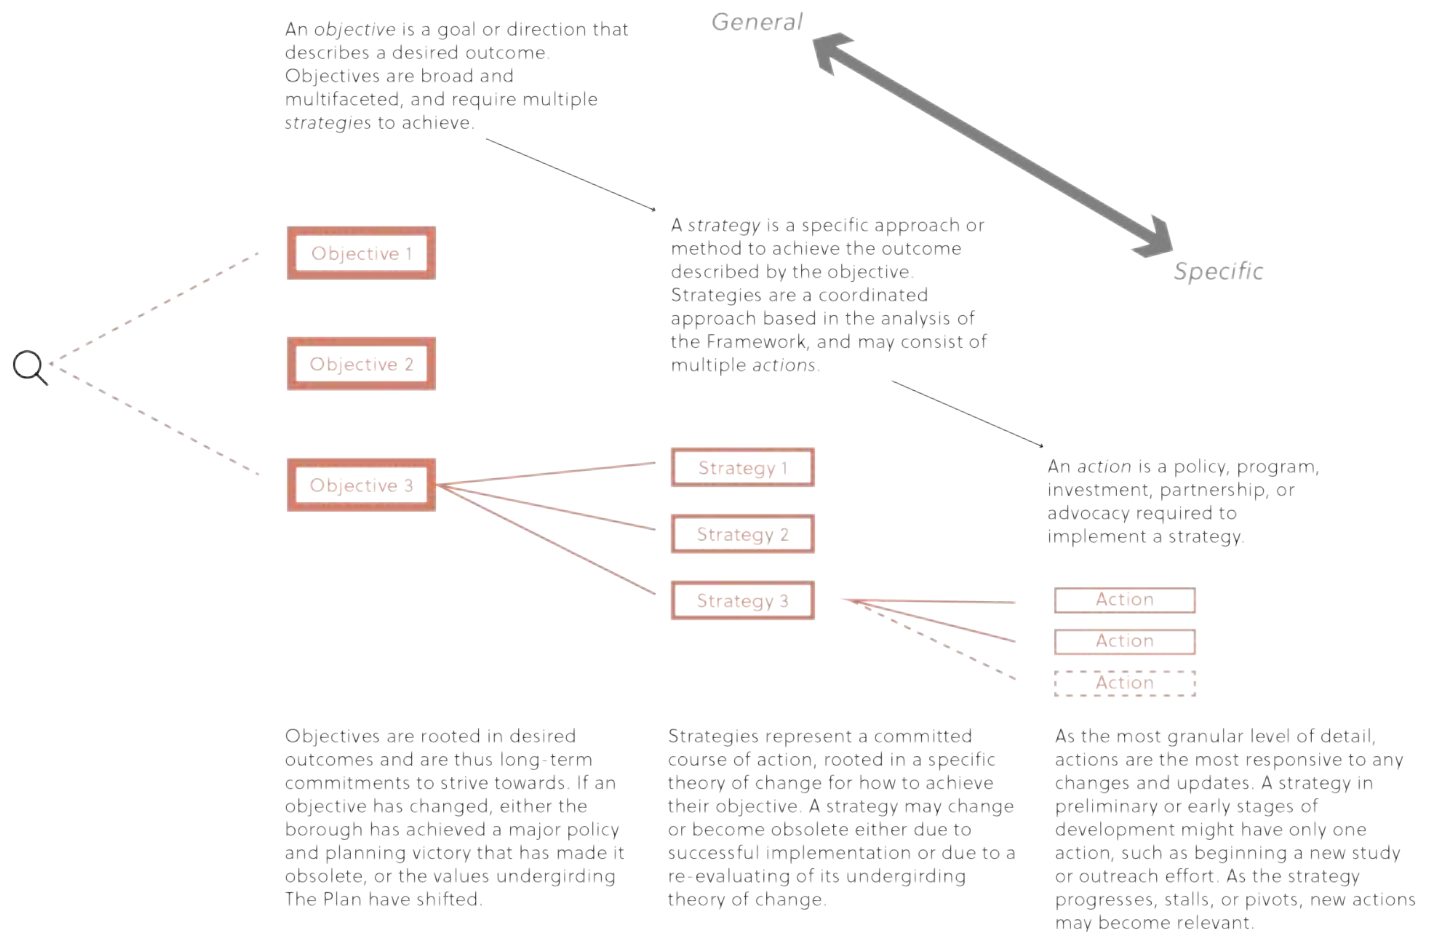 An objective is a goal or direction that
describes a desired outcome.
Objectives are broad and
multifaceted, and require multiple
strategies to achieve.
General
Specific
A strategy is a specific approach or
method to achieve the outcome
described by the objective.
Strategies are a coordinated
approach based in the analysis of
the Framework, and may consist of
multiple actions.
An action is a policy, program,
investment, partnership, or
advocacy required to
implement a strategy.
Objective 1
Objective 2
Objective 3
Strategy 1
Strategy 2
Strategy 3
Action
Action
Action
Objectives are rooted in desired
outcomes and are thus long-term
commitments to strive towards. If an
objective has changed, either the
borough has achieved a major policy
and planning victory that has made it
obsolete, or the values undergirding
The Plan have shifted.
Strategies represent a committed
course of action, rooted in a specific
theory of change for how to achieve
their objective. A strategy may change
or become obsolete either due to
successful implementation or due to a
re-evaluating of its undergirding
theory of change.
As the most granular level of detail,
actions are the most responsive to any
changes and updates. A strategy in
preliminary or early stages of
development might have only one
action, such as beginning a new study
or outreach effort. As the strategy
progresses, stalls, or pivots, new actions
may become relevant.